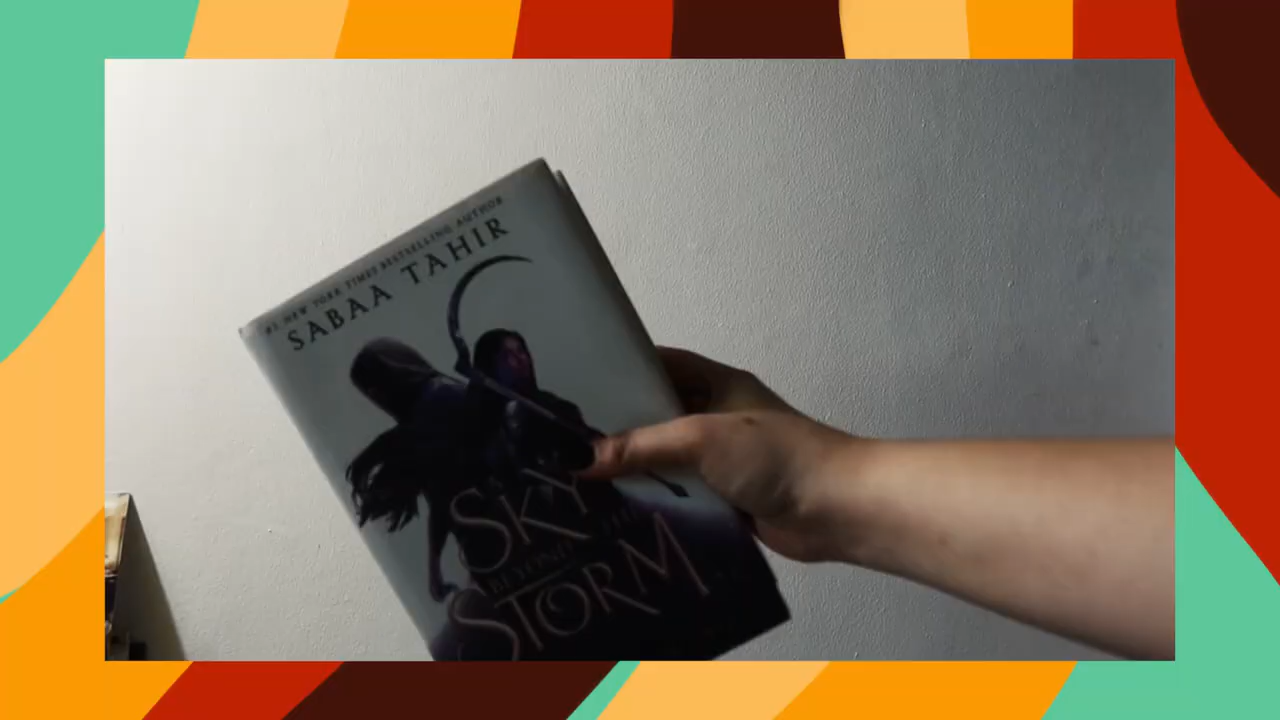 #1 NEW YORK TIMES BESTSELLING AUTHOR
SABAA TAHIR
A SKY
BEYOND THE
STORM